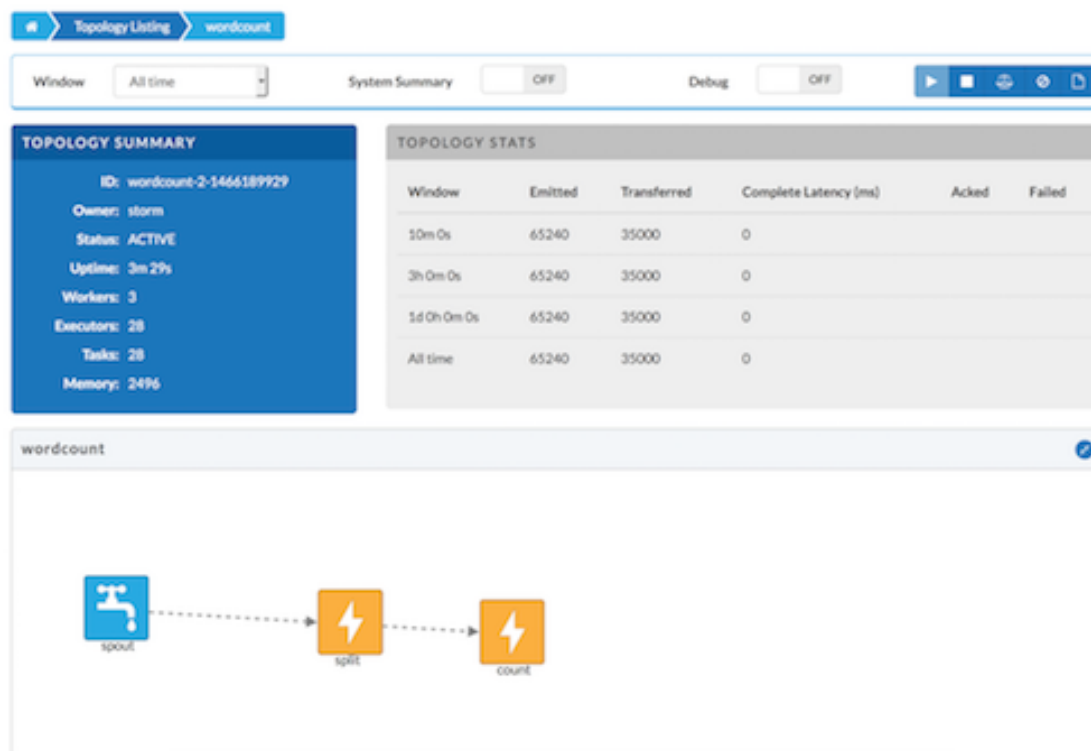 Topology Listing wordcount
Window All time System Summary OFF Debug OFF
TOPOLOGY SUMMARY
ID: wordcount-2-1466189929
Owner: storm
Status: ACTIVE
Uptime: 3m 29s
Workers: 3
Executors: 28
Tasks: 28
Memory: 2496
TOPOLOGY STATS
Window Emitted Transferred Complete Latency (ms) Acked Failed
10m 0s 65240 35000 0
3h 0m 0s 65240 35000 0
1d 0h 0m 0s 65240 35000 0
All time 65240 35000 0
wordcount
spout
split
count